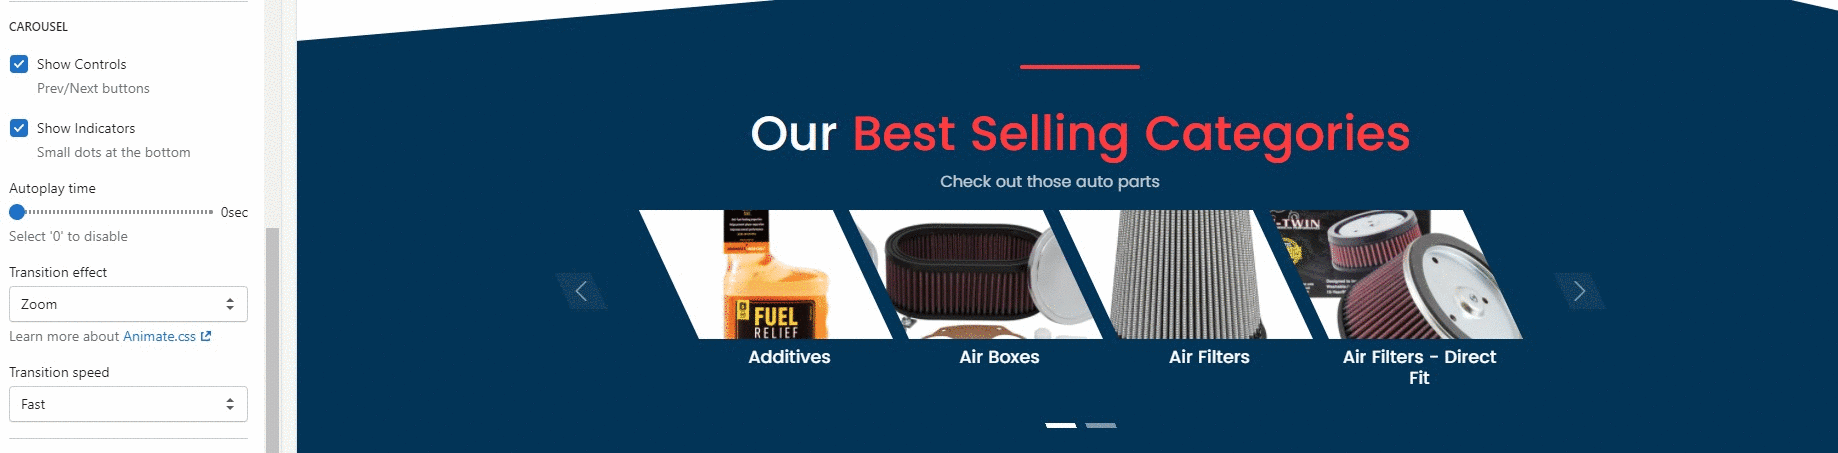 CAROUSEL
Show Controls
Prev/Next buttons
Show Indicators
Small dots at the bottom
Autoplay time
0sec
Select '0' to disable
Transition effect
Zoom
Learn more about Animate.css
Transition speed
Fast
Our Best Selling Categories
Check out those auto parts
FUEL
RELIEF
-TWIN
Additives
Air Boxes
Air Filters
Air Filters - Direct
Fit